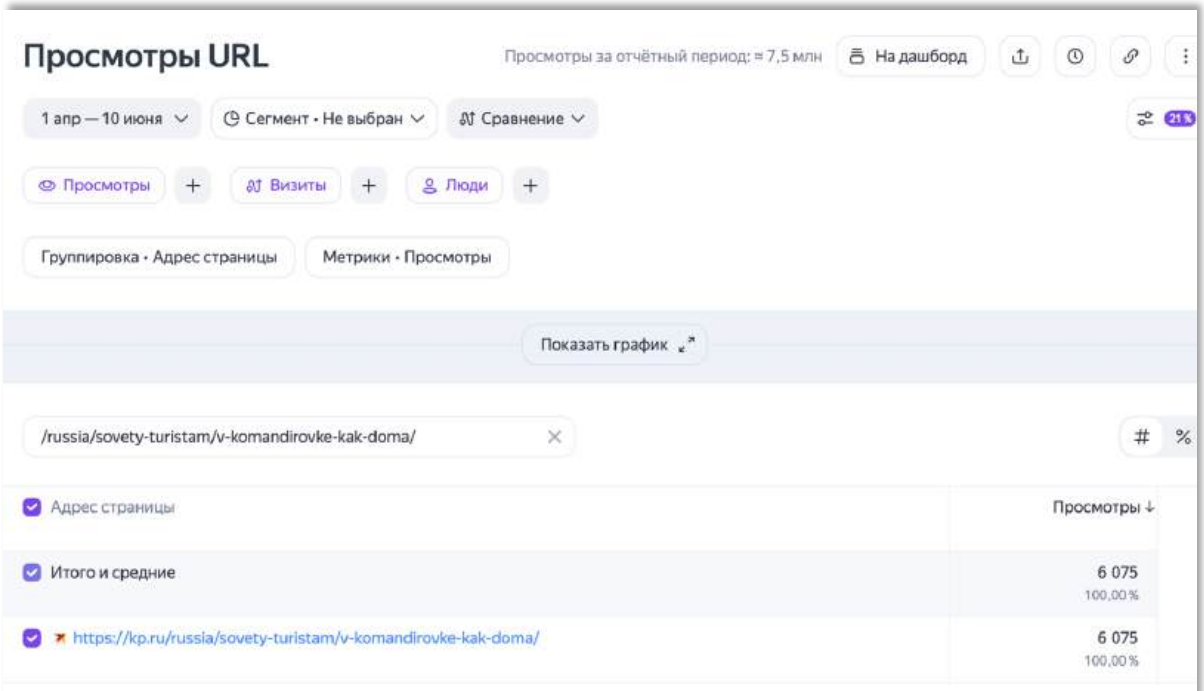 Просмотры URL
Просмотры за отчётный период: ≈ 7,5 млн
На дашборд
1 апр — 10 июня
Сегмент • Не выбран
Сравнение
21 %
Просмотры +
Визиты +
Люди +
Группировка • Адрес страницы
Метрики • Просмотры
Показать график
/russia/sovety-turistam/v-komandirovke-kak-doma/
# %
Адрес страницы
Просмотры ↓
Итого и средние
6 075
100,00 %
https://kp.ru/russia/sovety-turistam/v-komandirovke-kak-doma/
6 075
100,00 %